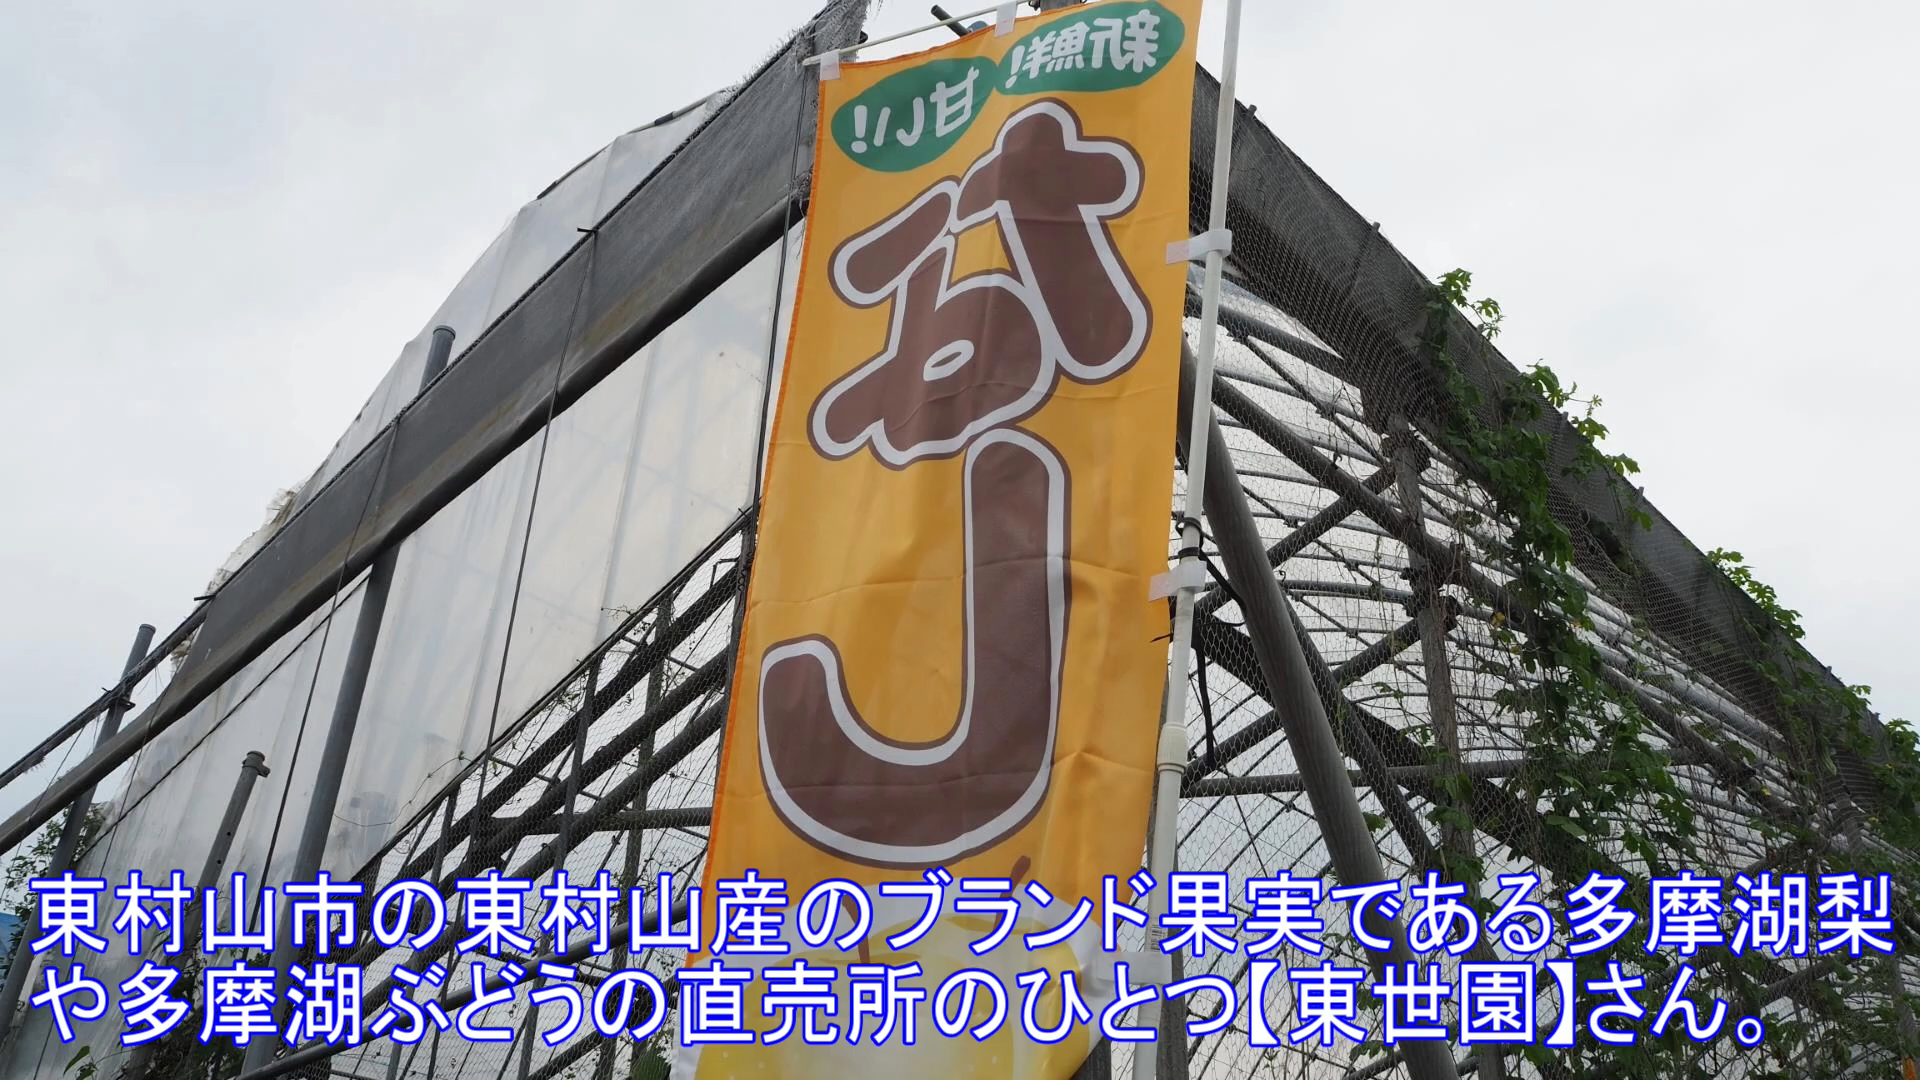 新鮮!
甘い!!
なし
東村山市の東村山産のブランド果実である多摩湖梨
や多摩湖ぶどうの直売所のひとつ【東世園】さん。